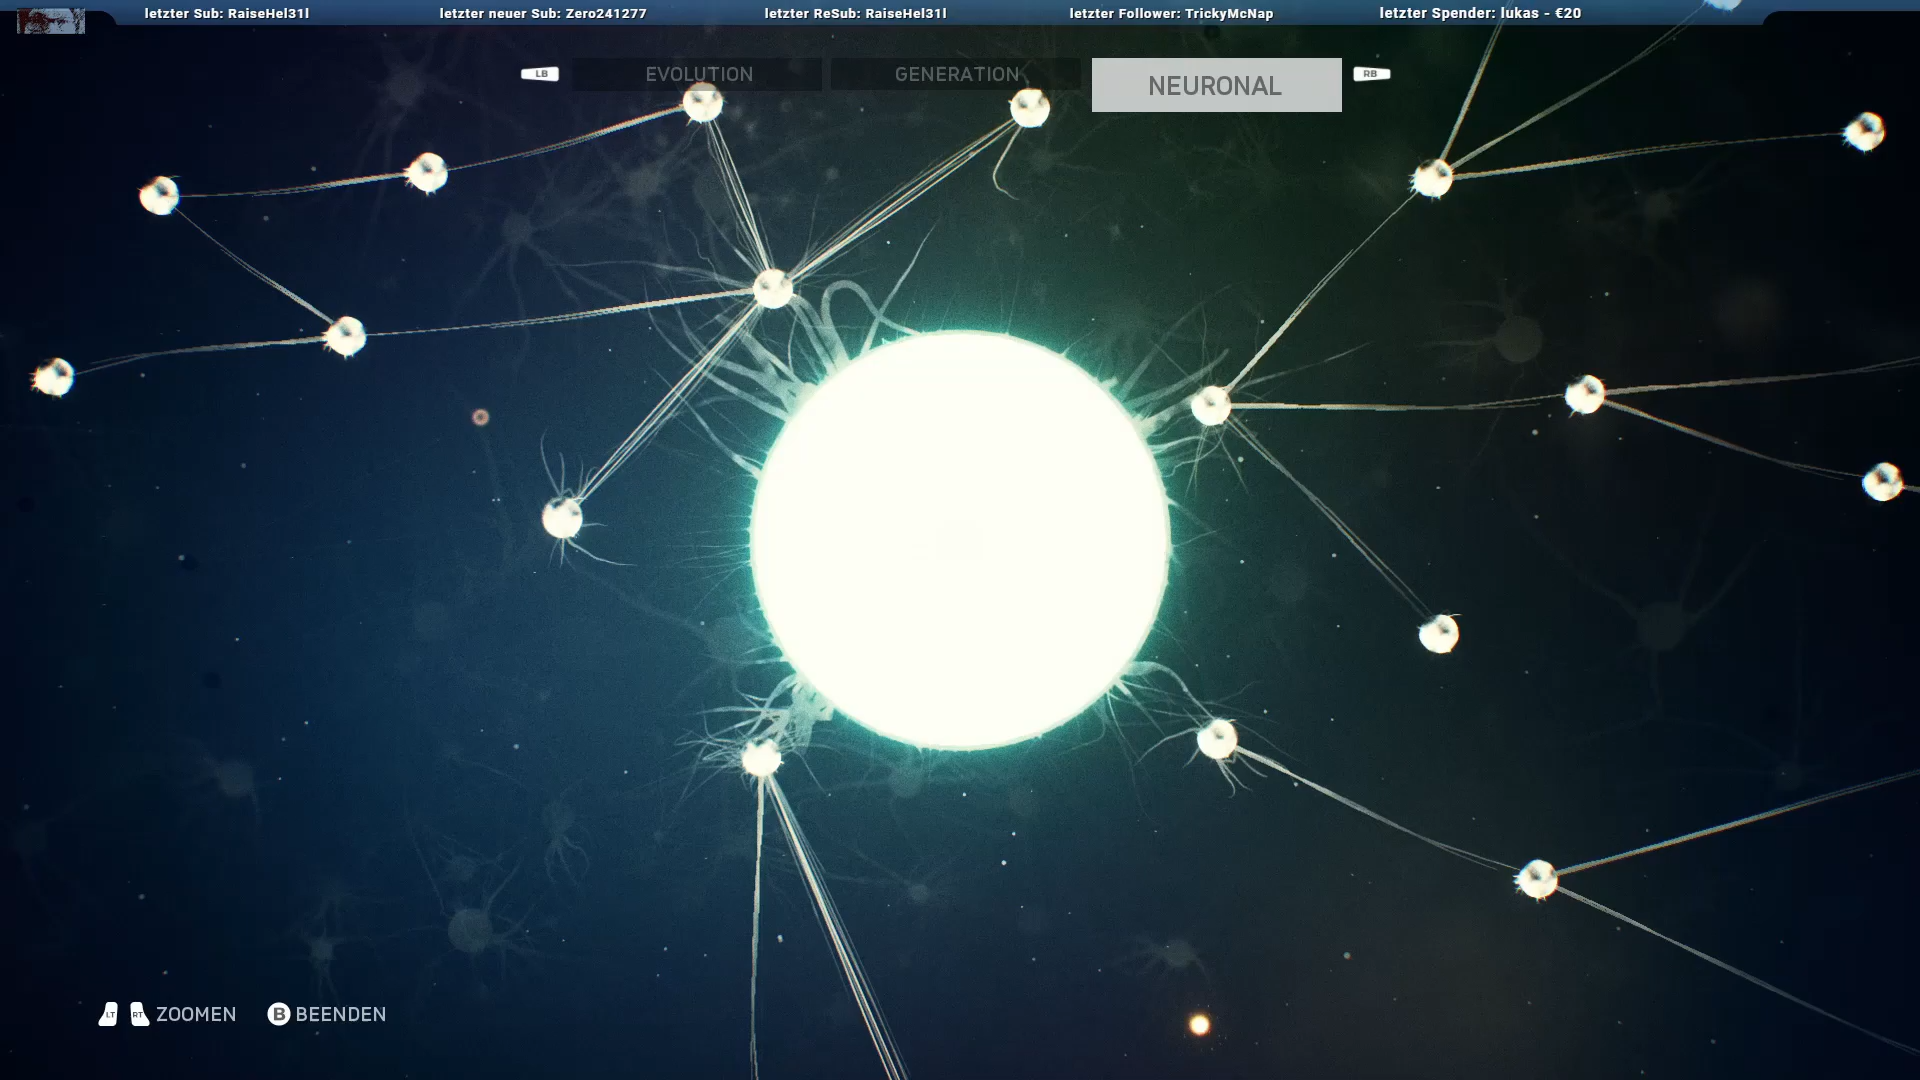 letzter Sub: RaiseHel31l
letzter neuer Sub: Zero241277
letzter ReSub: RaiseHel31l
letzter Follower: TrickyMcNap
letzter Spender: lukas - €20
LB
EVOLUTION
GENERATION
NEURONAL
RB
LT RT ZOOMEN
B BEENDEN